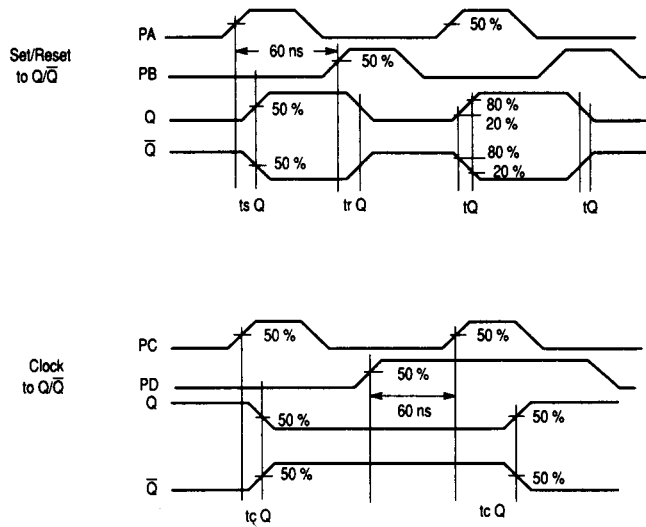 Set/Reset
to Q/Q̅
PA
50 %
60 ns
50 %
PB
50 %
Q
50 %
80 %
20 %
Q̅
50 %
80 %
20 %
ts Q
tr Q
tQ
tQ
Clock
to Q/Q̅
PC
50 %
50 %
PD
50 %
60 ns
Q
50 %
50 %
Q̅
50 %
50 %
tc Q
tc Q